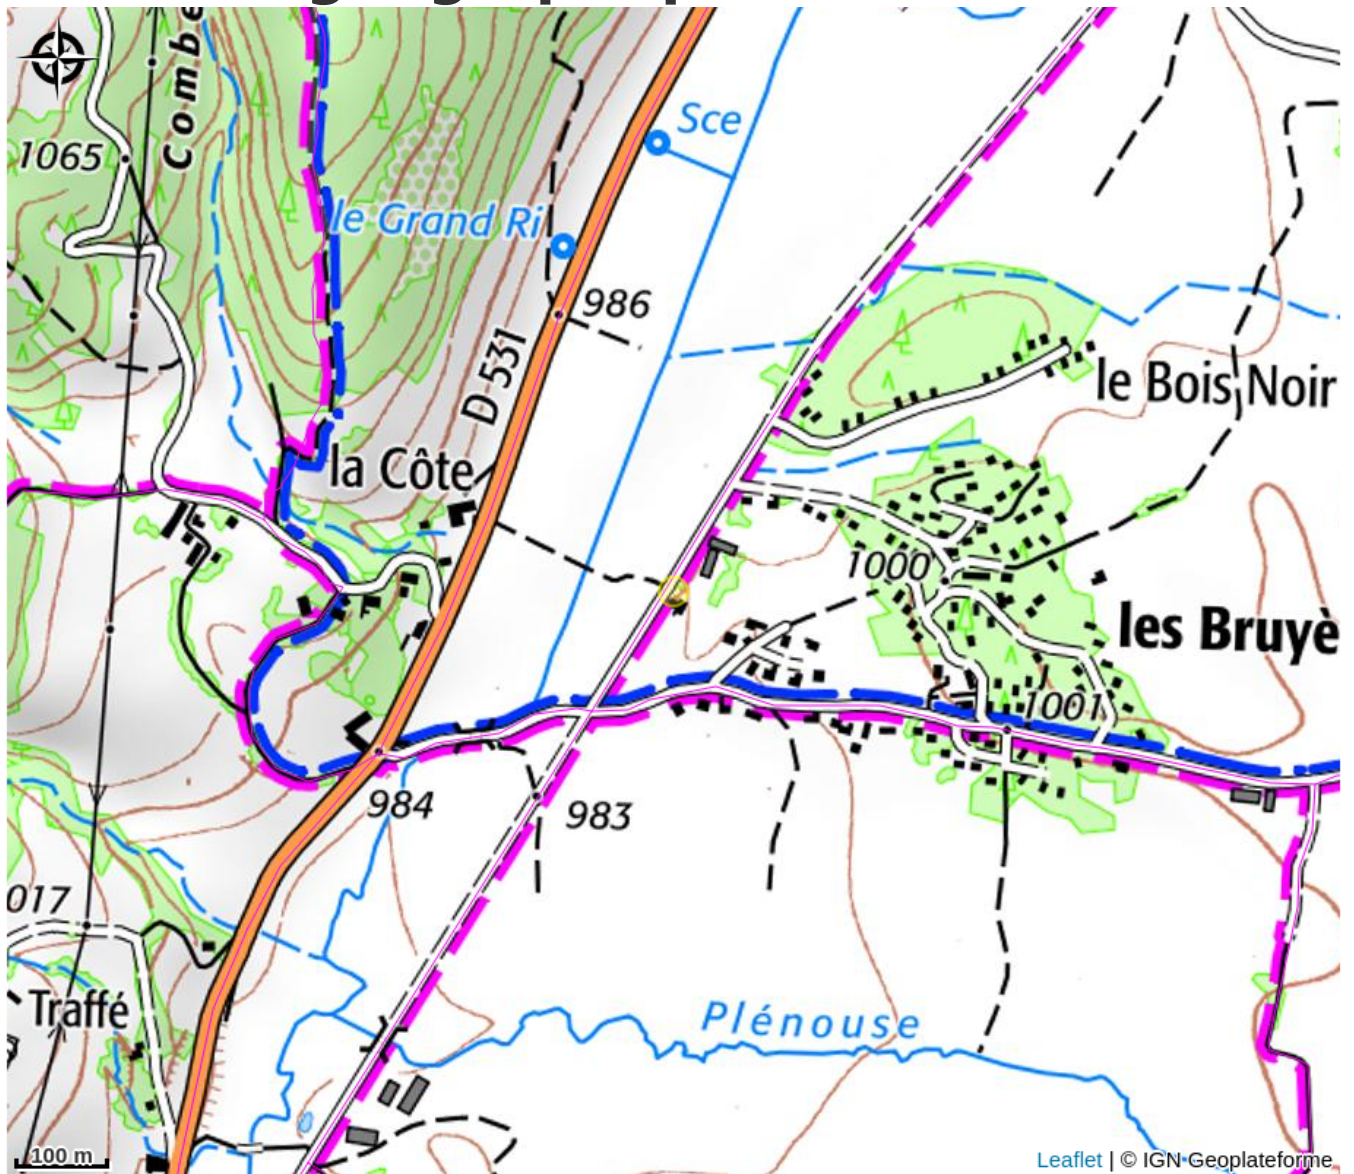 Combe
Sce
1065
le Grand Ri
986
D 531
le Bois Noir
la Côte
1000
les Bruyè
1001
984
983
017
Traffé
Plénouse
100 m
Leaflet | © IGN-Geoplateforme